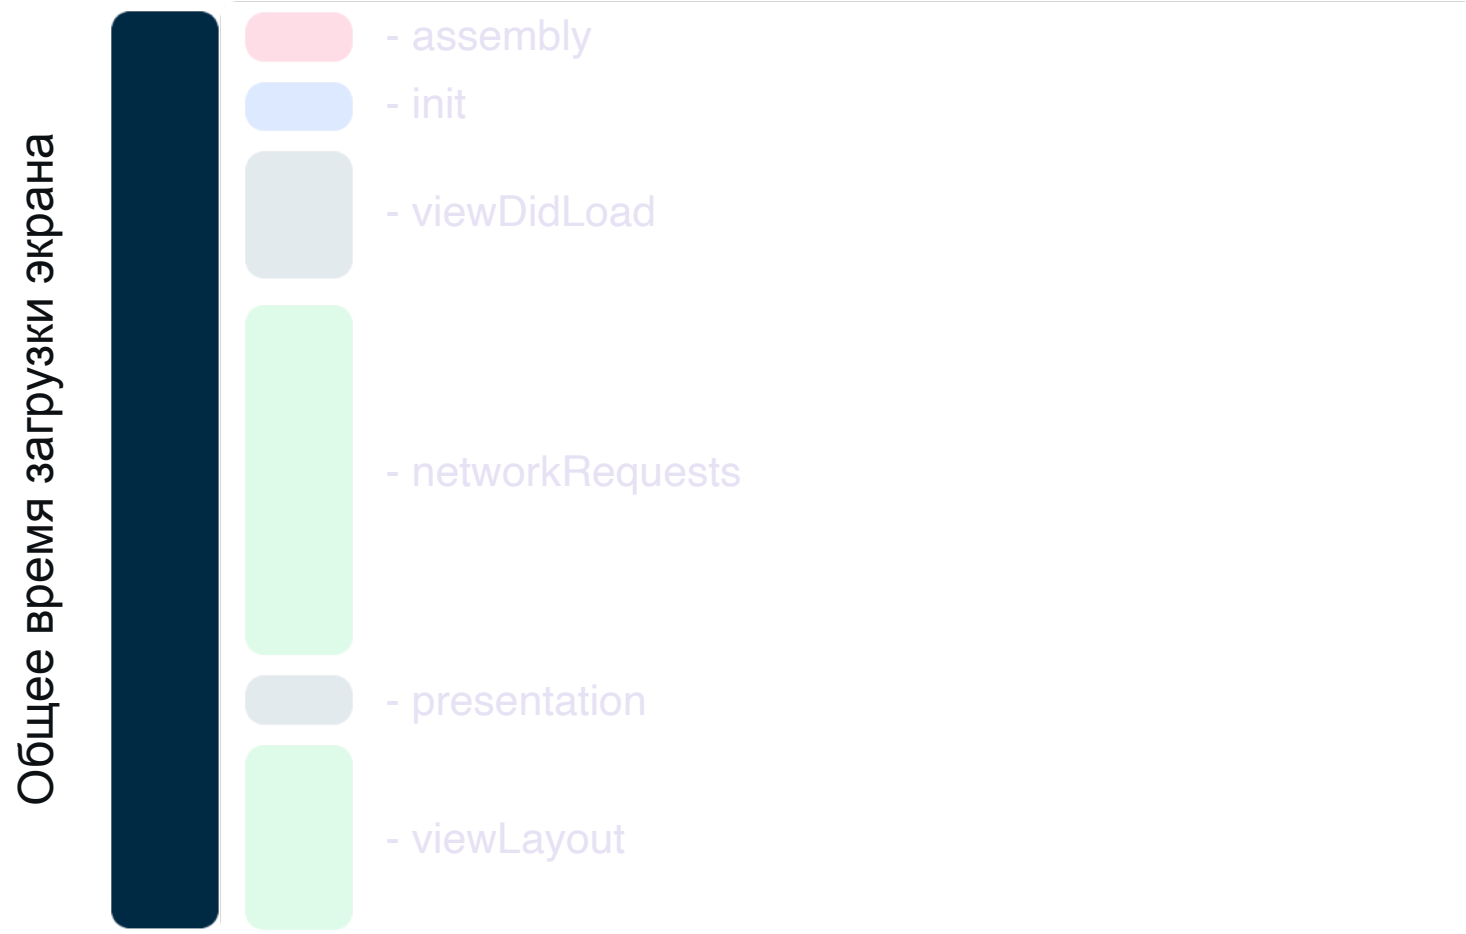 Общее время загрузки экрана
- assembly
- init
- viewDidLoad
- networkRequests
- presentation
- viewLayout